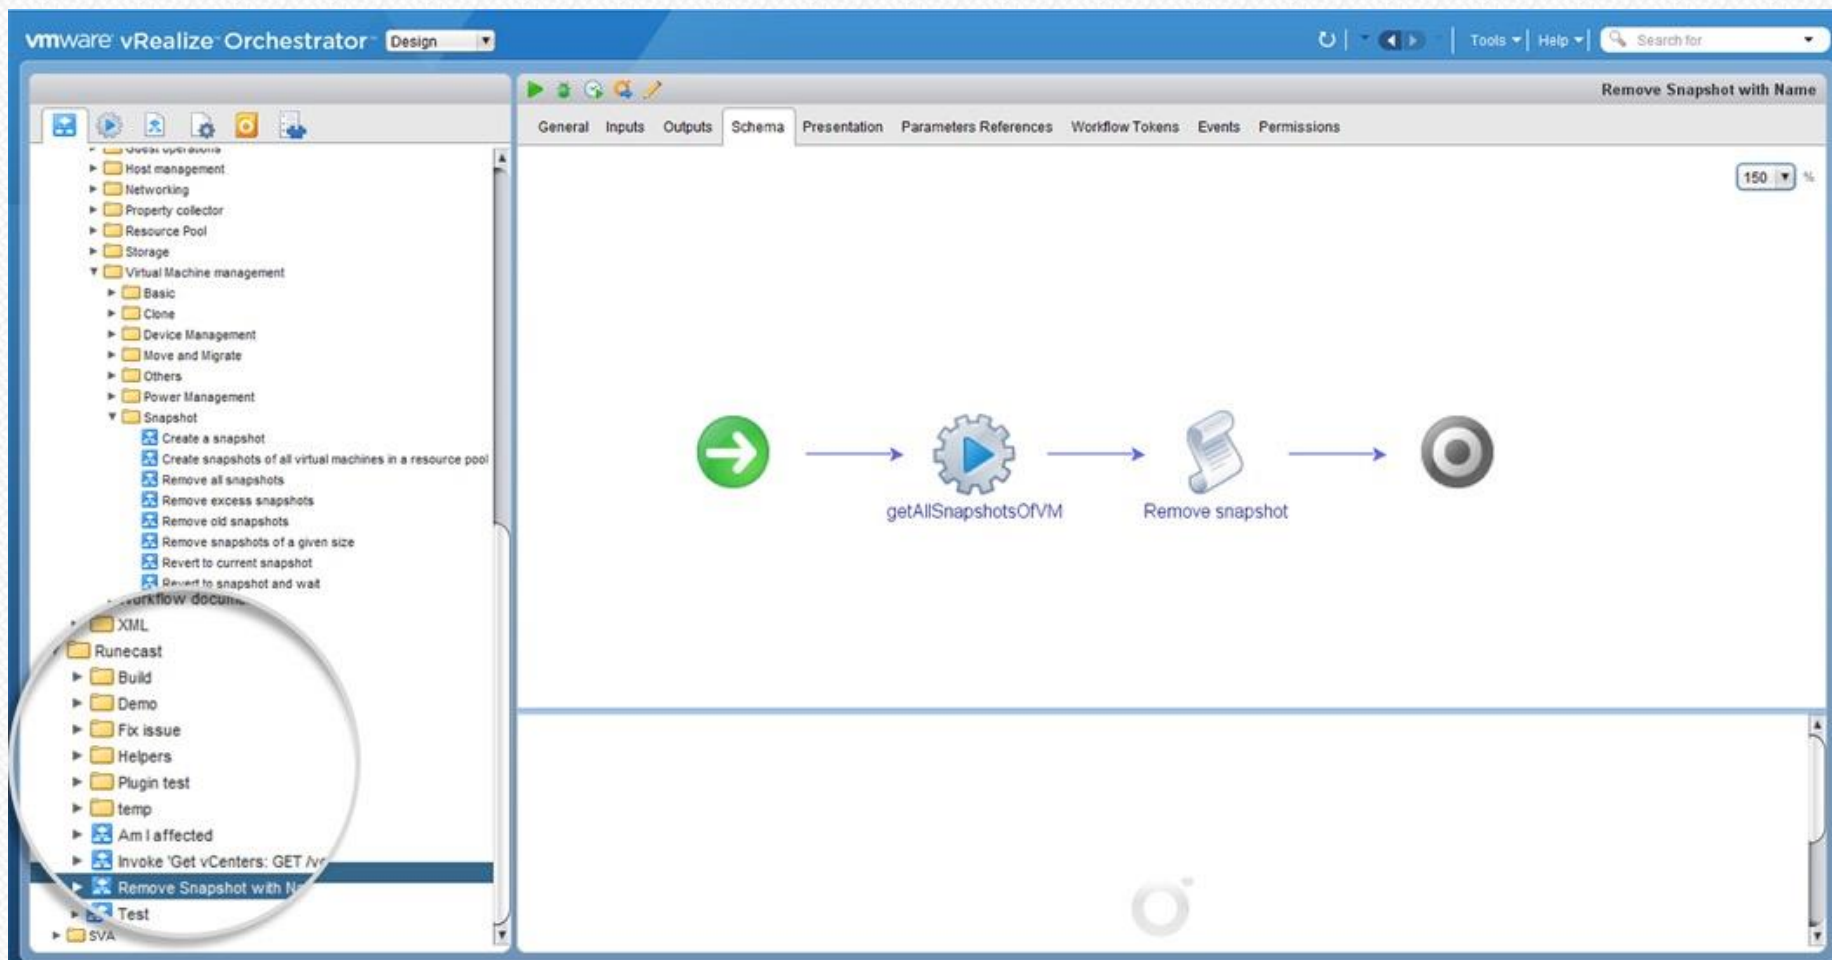 vmware vRealize Orchestrator Design
Tools Help Search for
Remove Snapshot with Name
General Inputs Outputs Schema Presentation Parameters References Workflow Tokens Events Permissions
150 %
Guest operations
Host management
Networking
Property collector
Resource Pool
Storage
Virtual Machine management
Basic
Clone
Device Management
Move and Migrate
Others
Power Management
Snapshot
Create a snapshot
Create snapshots of all virtual machines in a resource pool
Remove all snapshots
Remove excess snapshots
Remove old snapshots
Remove snapshots of a given size
Revert to current snapshot
Revert to snapshot and wait
XML
Runecast
Build
Demo
Fix issue
Helpers
Plugin test
temp
Am I affected
Invoke 'Get vCenters: GET
Remove Snapshot with
Test
SVA
getAllSnapshotsOfVM
Remove snapshot